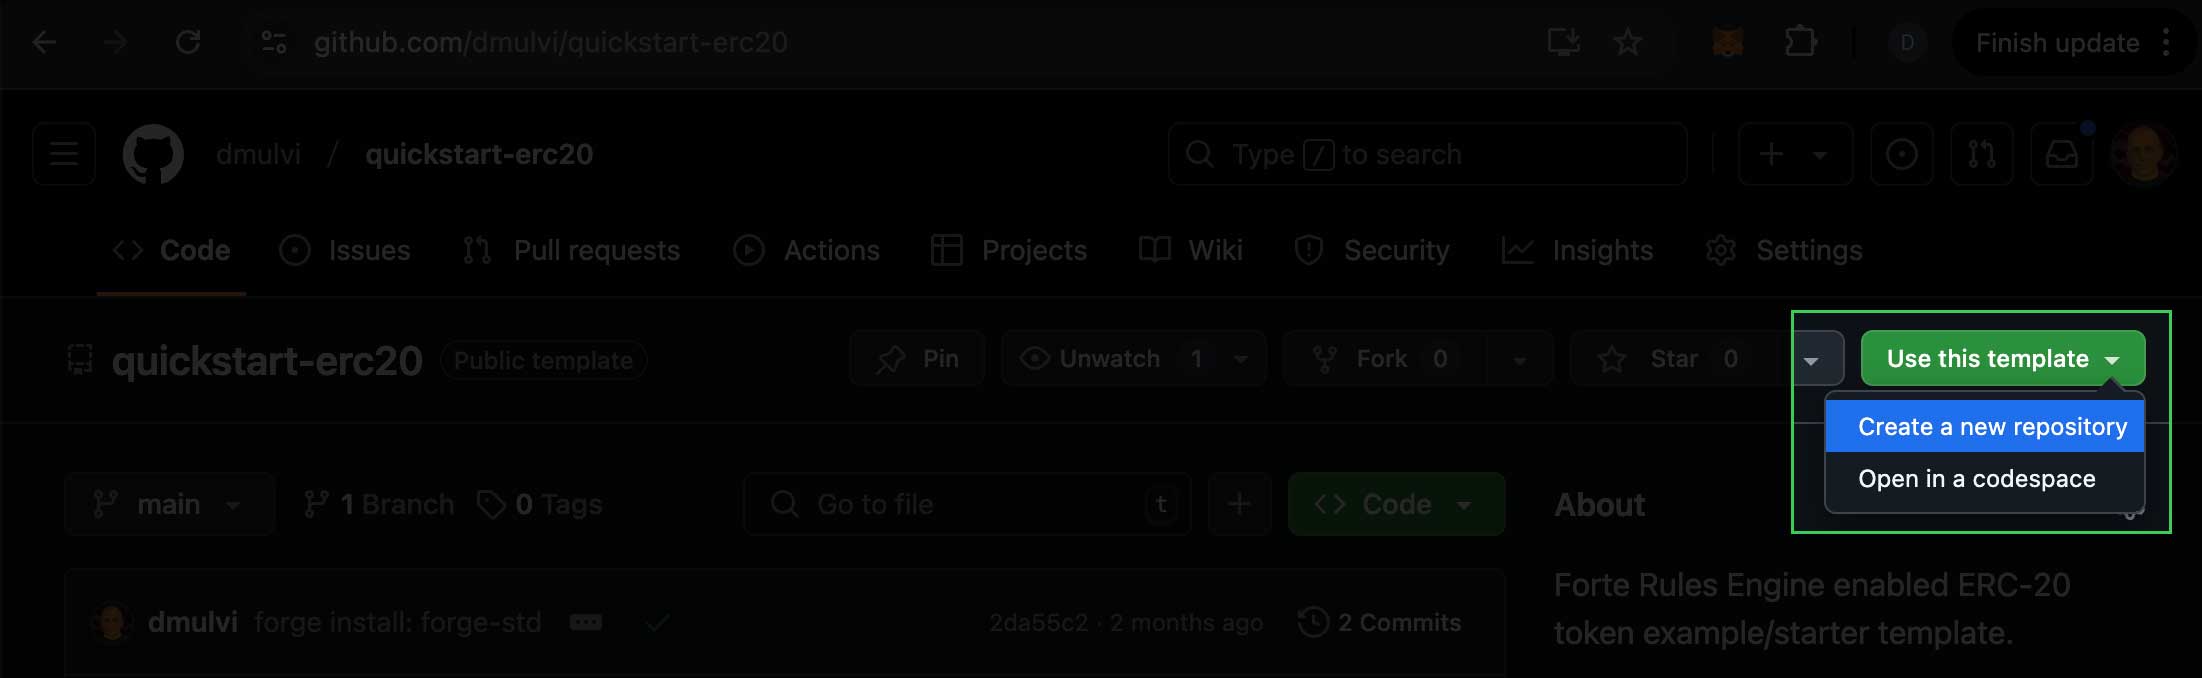 github.com/dmulvi/quickstart-erc20
D
Finish update
dmulvi / quickstart-erc20
Type / to search
Code Issues Pull requests Actions Projects Wiki Security Insights Settings
quickstart-erc20 Public template Pin Unwatch 1 Fork 0 Star 0 Use this template
Create a new repository
Open in a codespace
main 1 Branch 0 Tags Go to file t Code About
Forte Rules Engine enabled ERC-20
token example/starter template.
dmulvi forge install: forge-std 2da55c2 · 2 months ago 2 Commits